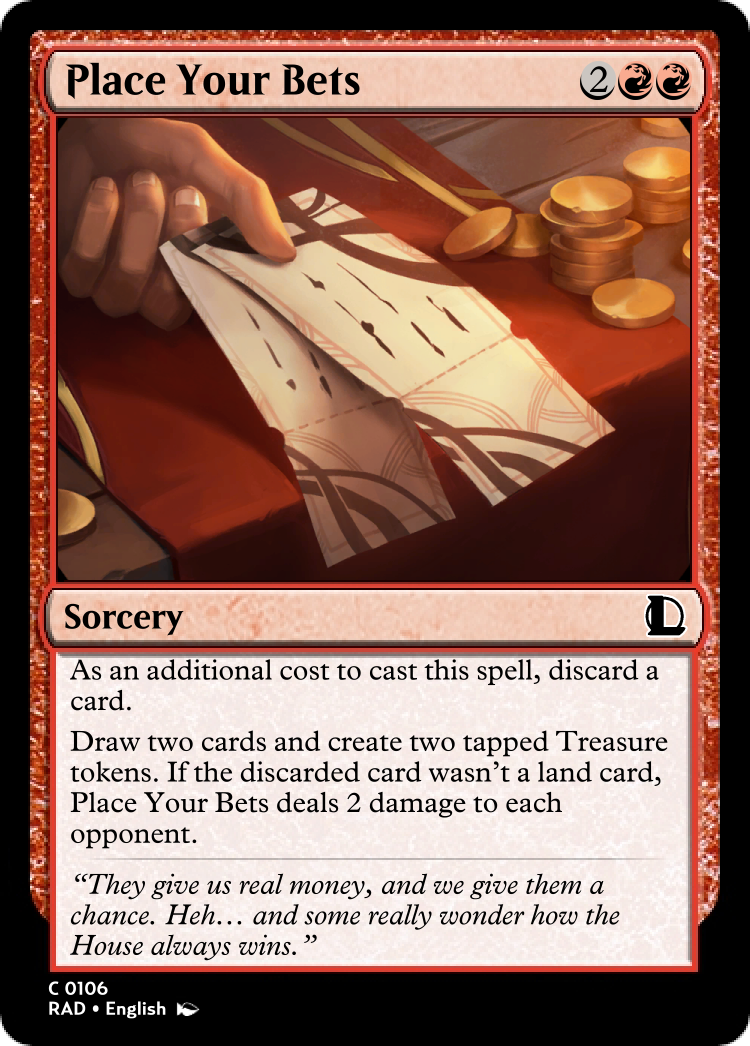 Place Your Bets 2
Sorcery
As an additional cost to cast this spell, discard a
card.
Draw two cards and create two tapped Treasure
tokens. If the discarded card wasn't a land card,
Place Your Bets deals 2 damage to each
opponent.
“They give us real money, and we give them a
chance. Heh… and some really wonder how the
House always wins.”
C 0106
RAD • English